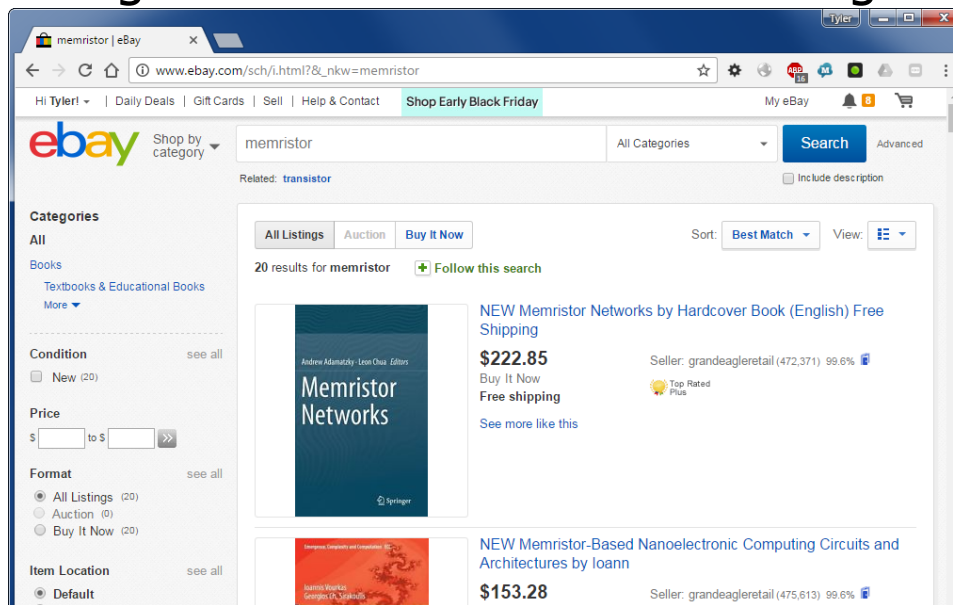 Tyler
memristor | eBay
www.ebay.com/sch/i.html?&_nkw=memristor
ABP
16
Hi Tyler! | Daily Deals | Gift Cards | Sell | Help & Contact Shop Early Black Friday My eBay 8
ebay Shop by category memristor All Categories Search Advanced
Related: transistor Include description
Categories
All
Books
Textbooks & Educational Books
More
Condition see all
New (20)
Price
$ to $ >>
Format see all
All Listings (20)
Auction (0)
Buy It Now (20)
Item Location see all
Default
All Listings Auction Buy It Now Sort: Best Match View:
20 results for memristor + Follow this search
Andrew Adamatzky · Leon Chua Editors
Memristor
Networks
Springer
NEW Memristor Networks by Hardcover Book (English) Free
Shipping
$222.85 Seller: grandeagleretail (472,371) 99.6%
Buy It Now Top Rated
Free shipping Plus
See more like this
Emergence, Complexity and Computation
Ioannis Vourkas
Georgios Ch. Sirakoulis
NEW Memristor-Based Nanoelectronic Computing Circuits and
Architectures by Ioann
$153.28 Seller: grandeagleretail (475,613) 99.6%